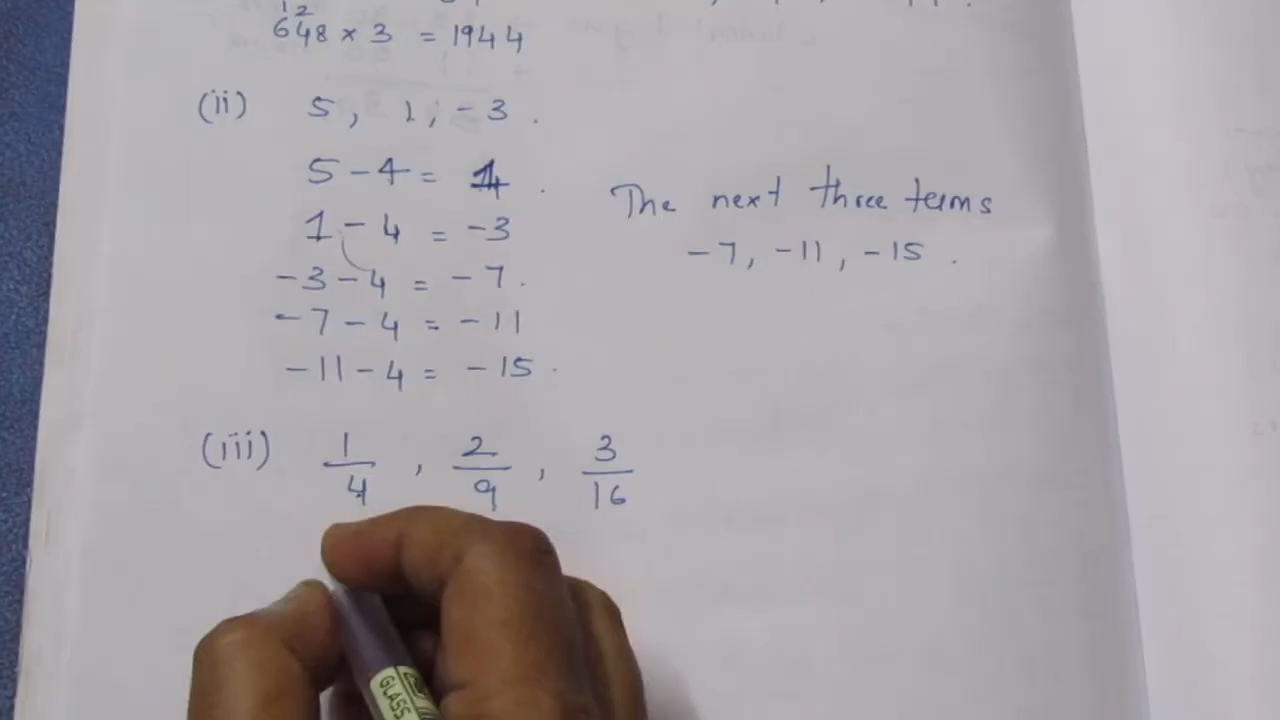 12
648 × 3 = 1944
(ii) 5, 1, -3.
5 - 4 = 1.
1 - 4 = -3
-3 - 4 = -7.
-7 - 4 = -11
-11 - 4 = -15.
The next three terms
-7, -11, -15.
(iii) 1/4, 2/9, 3/16
GLASS